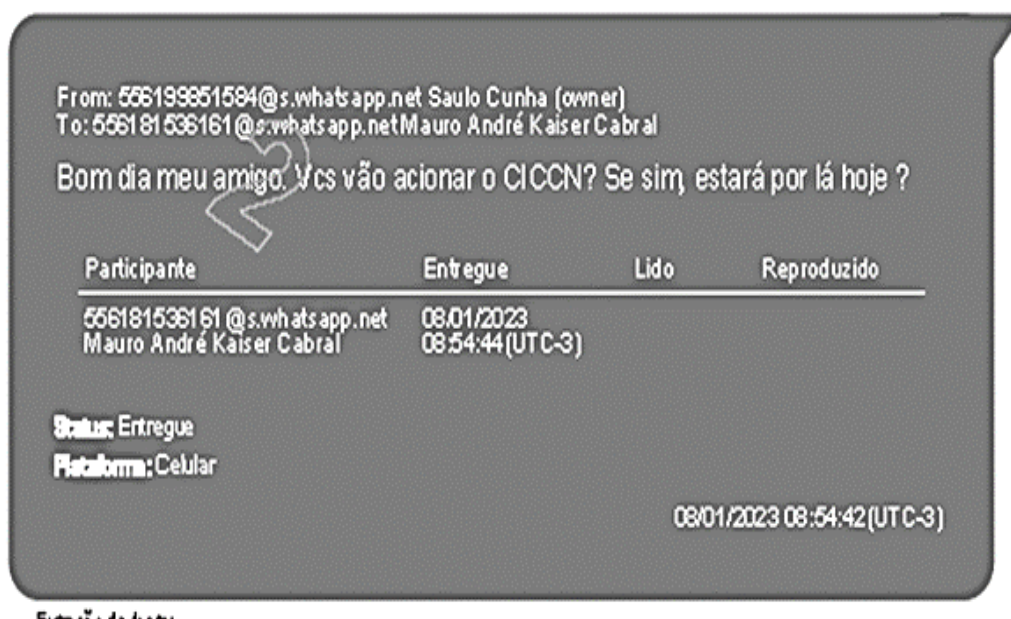 From: 556199851584@s.whatsapp.net Saulo Cunha (owner)
To: 556181536161@s.whatsapp.net Mauro André Kaiser Cabral
Bom dia meu amigo. Vcs vão acionar o CICCN? Se sim, estará por lá hoje ?
Participante Entregue Lido Reproduzido
556181536161@s.whatsapp.net 08/01/2023
Mauro André Kaiser Cabral 08:54:44(UTC-3)
Status: Entregue
Plataforma: Celular
08/01/2023 08:54:42(UTC-3)